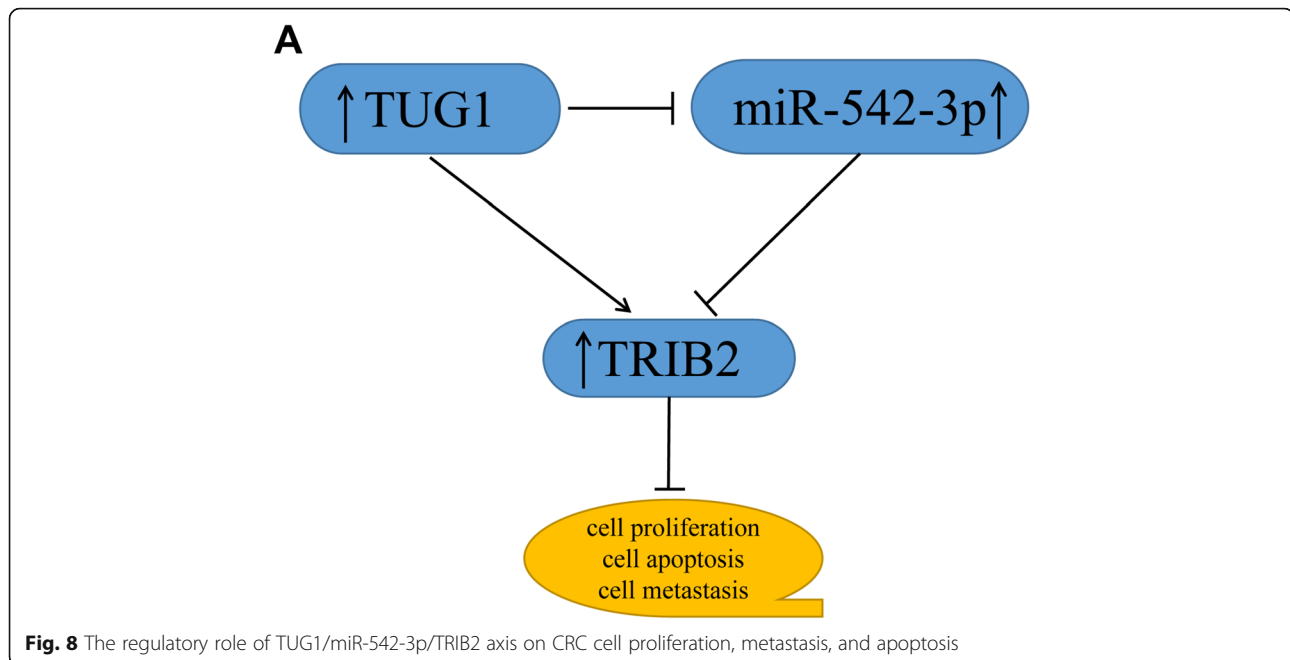 A
↑TUG1
miR-542-3p↑
↑TRIB2
cell proliferation
cell apoptosis
cell metastasis
Fig. 8 The regulatory role of TUG1/miR-542-3p/TRIB2 axis on CRC cell proliferation, metastasis, and apoptosis